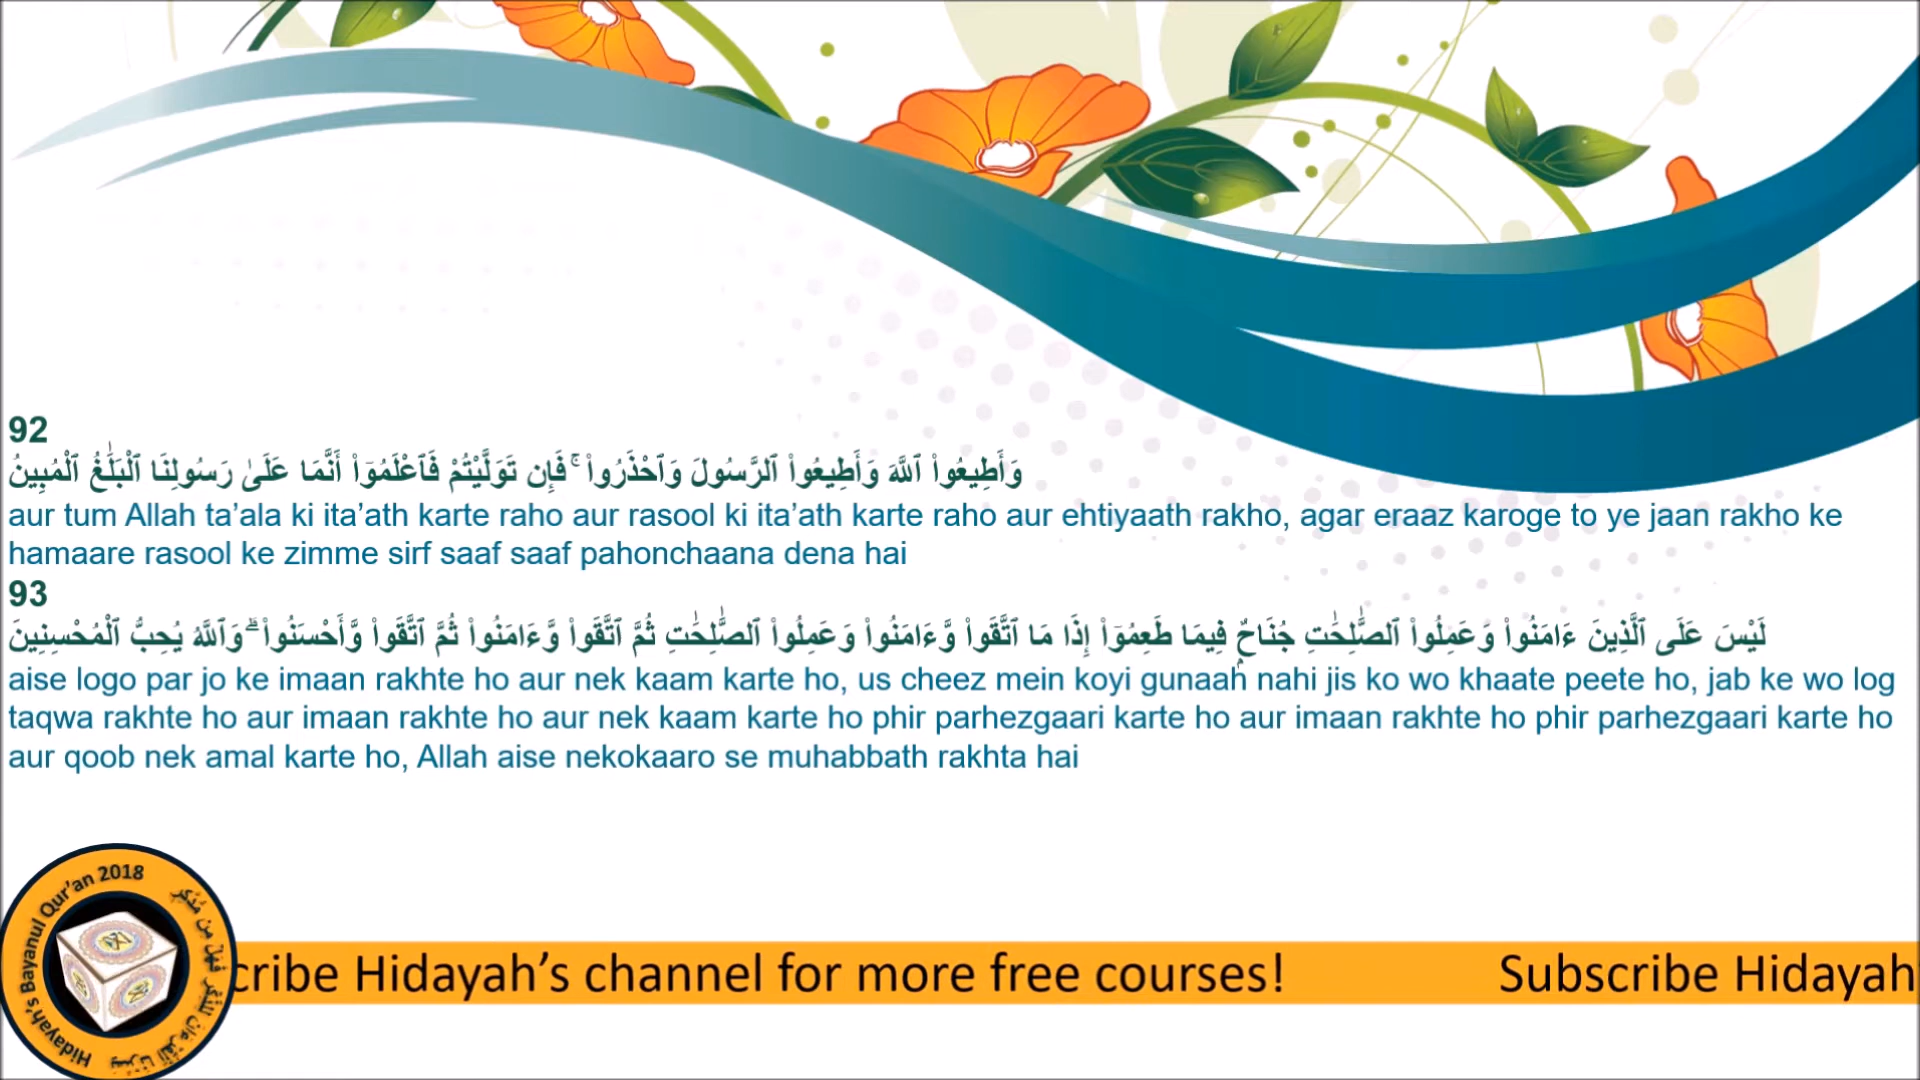 92
وَأَطِيعُوا۟ ٱللَّهَ وَأَطِيعُوا۟ ٱلرَّسُولَ وَٱحْذَرُوا۟ ۚ فَإِن تَوَلَّيْتُمْ فَٱعْلَمُوٓا۟ أَنَّمَا عَلَىٰ رَسُولِنَا ٱلْبَلَٰغُ ٱلْمُبِينُ
aur tum Allah ta’ala ki ita’ath karte raho aur rasool ki ita’ath karte raho aur ehtiyaath rakho, agar eraaz karoge to ye jaan rakho ke
hamaare rasool ke zimme sirf saaf saaf pahonchaana dena hai
93
لَيْسَ عَلَى ٱلَّذِينَ ءَامَنُوا۟ وَعَمِلُوا۟ ٱلصَّٰلِحَٰتِ جُنَاحٌ فِيمَا طَعِمُوٓا۟ إِذَا مَا ٱتَّقَوا۟ وَّءَامَنُوا۟ وَعَمِلُوا۟ ٱلصَّٰلِحَٰتِ ثُمَّ ٱتَّقَوا۟ وَّءَامَنُوا۟ ثُمَّ ٱتَّقَوا۟ وَّأَحْسَنُوا۟ ۗ وَٱللَّهُ يُحِبُّ ٱلْمُحْسِنِينَ
aise logo par jo ke imaan rakhte ho aur nek kaam karte ho, us cheez mein koyi gunaah nahi jis ko wo khaate peete ho, jab ke wo log
taqwa rakhte ho aur imaan rakhte ho aur nek kaam karte ho phir parhezgaari karte ho aur imaan rakhte ho phir parhezgaari karte ho
aur qoob nek amal karte ho, Allah aise nekokaaro se muhabbath rakhta hai
Hidayah’s Bayanul Qur’an 2018
cribe Hidayah’s channel for more free courses! Subscribe Hidayah